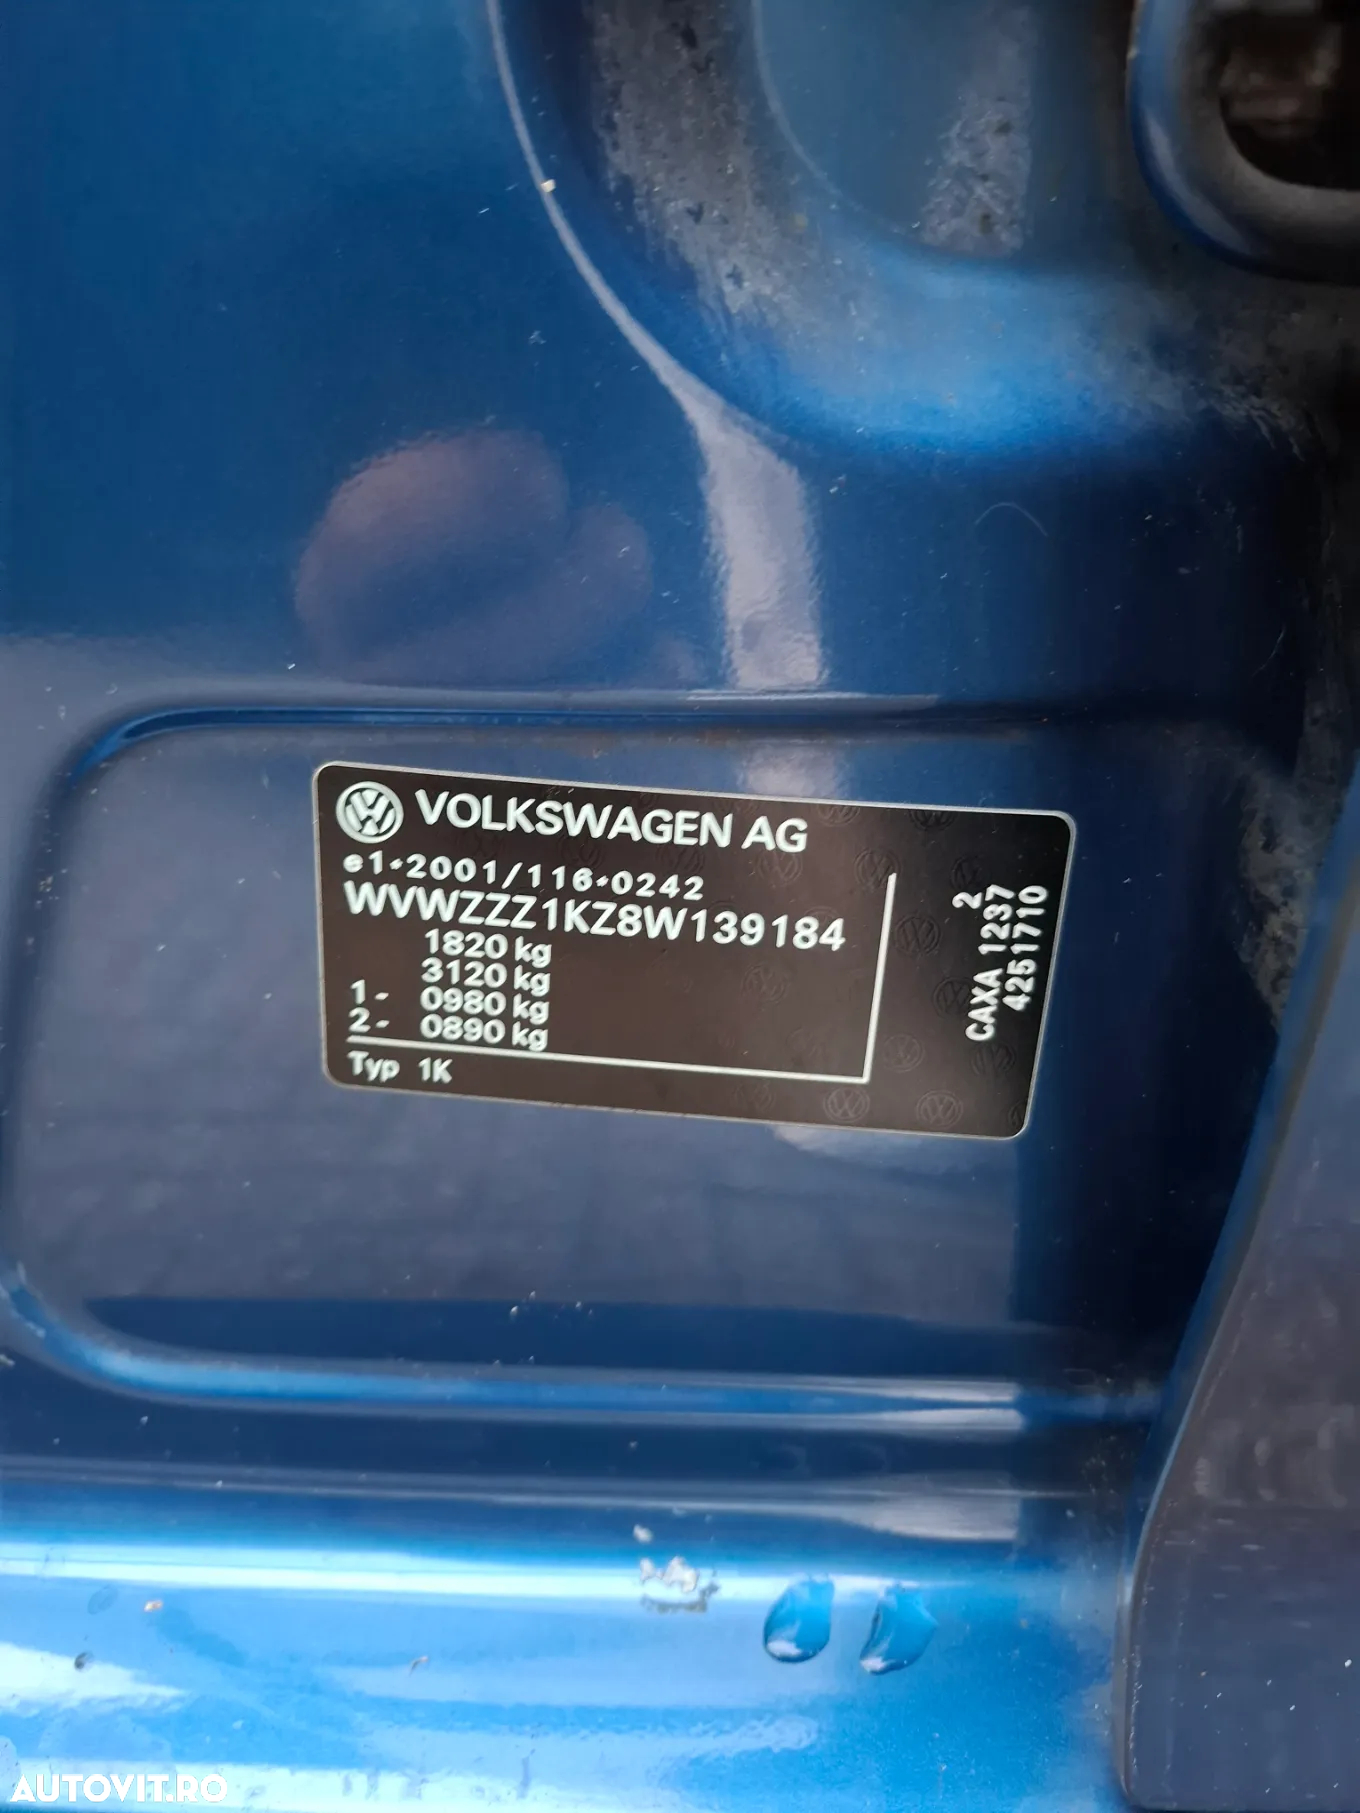 VOLKSWAGEN AG
e1*2001/116*0242
WVWZZZ1KZ8W139184
1820 kg
3120 kg
1- 0980 kg
2- 0890 kg
Typ 1K
2
CAXA 1237
4251710
AUTOVIT.RO